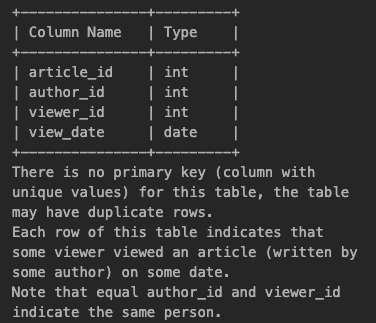 +---------------+---------+
| Column Name   | Type    |
+---------------+---------+
| article_id    | int     |
| author_id     | int     |
| viewer_id     | int     |
| view_date     | date    |
+---------------+---------+
There is no primary key (column with
unique values) for this table, the table
may have duplicate rows.
Each row of this table indicates that
some viewer viewed an article (written by
some author) on some date.
Note that equal author_id and viewer_id
indicate the same person.